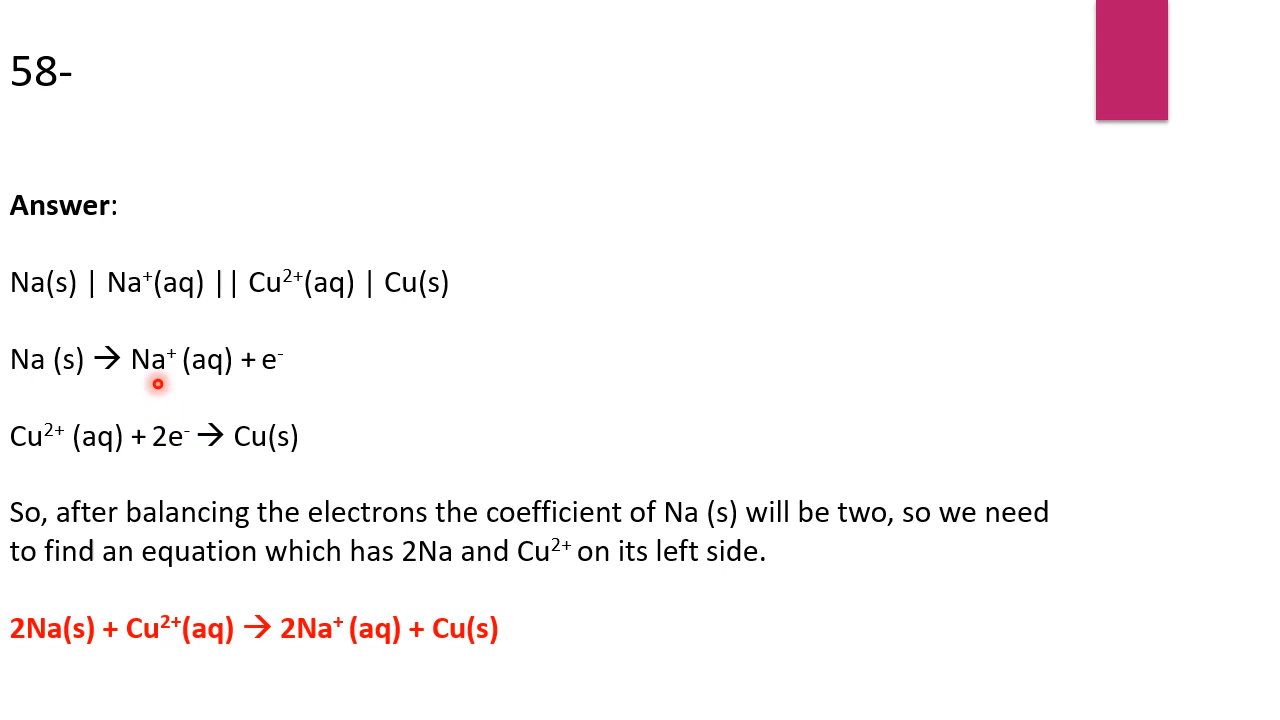 58-
Answer:
Na(s) | Na⁺(aq) || Cu²⁺(aq) | Cu(s)
Na (s) → Na⁺ (aq) + e⁻
Cu²⁺ (aq) + 2e⁻ → Cu(s)
So, after balancing the electrons the coefficient of Na (s) will be two, so we need
to find an equation which has 2Na and Cu²⁺ on its left side.
2Na(s) + Cu²⁺(aq) → 2Na⁺ (aq) + Cu(s)